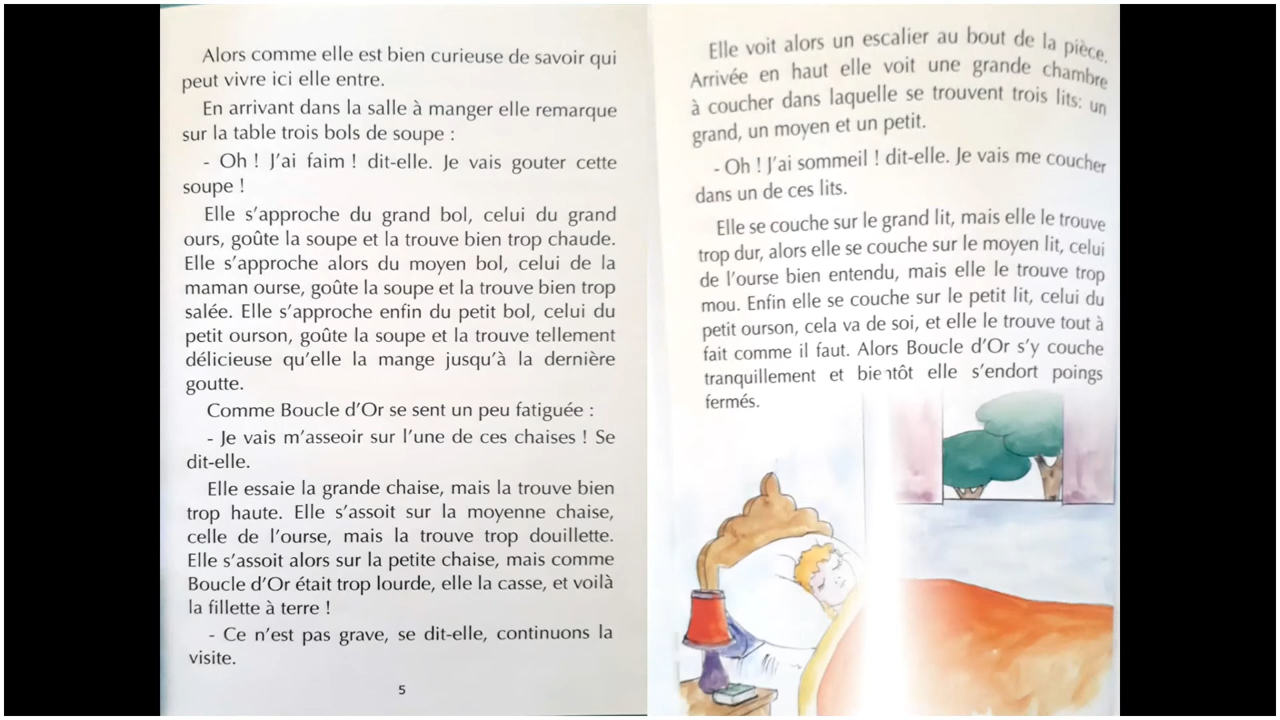 Alors comme elle est bien curieuse de savoir qui
peut vivre ici elle entre.
En arrivant dans la salle à manger elle remarque
sur la table trois bols de soupe :
- Oh ! J'ai faim ! dit-elle. Je vais gouter cette
soupe !
Elle s'approche du grand bol, celui du grand
ours, goûte la soupe et la trouve bien trop chaude.
Elle s'approche alors du moyen bol, celui de la
maman ourse, goûte la soupe et la trouve bien trop
salée. Elle s'approche enfin du petit bol, celui du
petit ourson, goûte la soupe et la trouve tellement
délicieuse qu'elle la mange jusqu'à la dernière
goutte.
Comme Boucle d'Or se sent un peu fatiguée :
- Je vais m'asseoir sur l'une de ces chaises ! Se
dit-elle.
Elle essaie la grande chaise, mais la trouve bien
trop haute. Elle s'assoit sur la moyenne chaise,
celle de l'ourse, mais la trouve trop douillette.
Elle s'assoit alors sur la petite chaise, mais comme
Boucle d'Or était trop lourde, elle la casse, et voilà
la fillette à terre !
- Ce n'est pas grave, se dit-elle, continuons la
visite.
5
Elle voit alors un escalier au bout de la pièce.
Arrivée en haut elle voit une grande chambre
à coucher dans laquelle se trouvent trois lits: un
grand, un moyen et un petit.
- Oh ! J'ai sommeil ! dit-elle. Je vais me coucher
dans un de ces lits.
Elle se couche sur le grand lit, mais elle le trouve
trop dur, alors elle se couche sur le moyen lit, celui
de l'ourse bien entendu, mais elle le trouve trop
mou. Enfin elle se couche sur le petit lit, celui du
petit ourson, cela va de soi, et elle le trouve tout à
fait comme il faut. Alors Boucle d'Or s'y couche
tranquillement et bientôt elle s'endort poings
fermés.